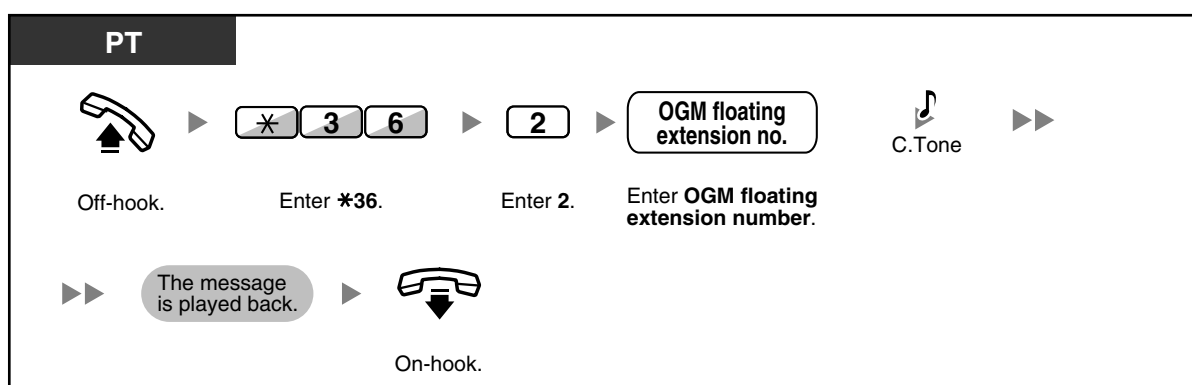 PT
✳ 3 6
2
OGM floating
extension no.
C.Tone
Off-hook.
Enter ✳36.
Enter 2.
Enter OGM floating
extension number.
The message
is played back.
On-hook.